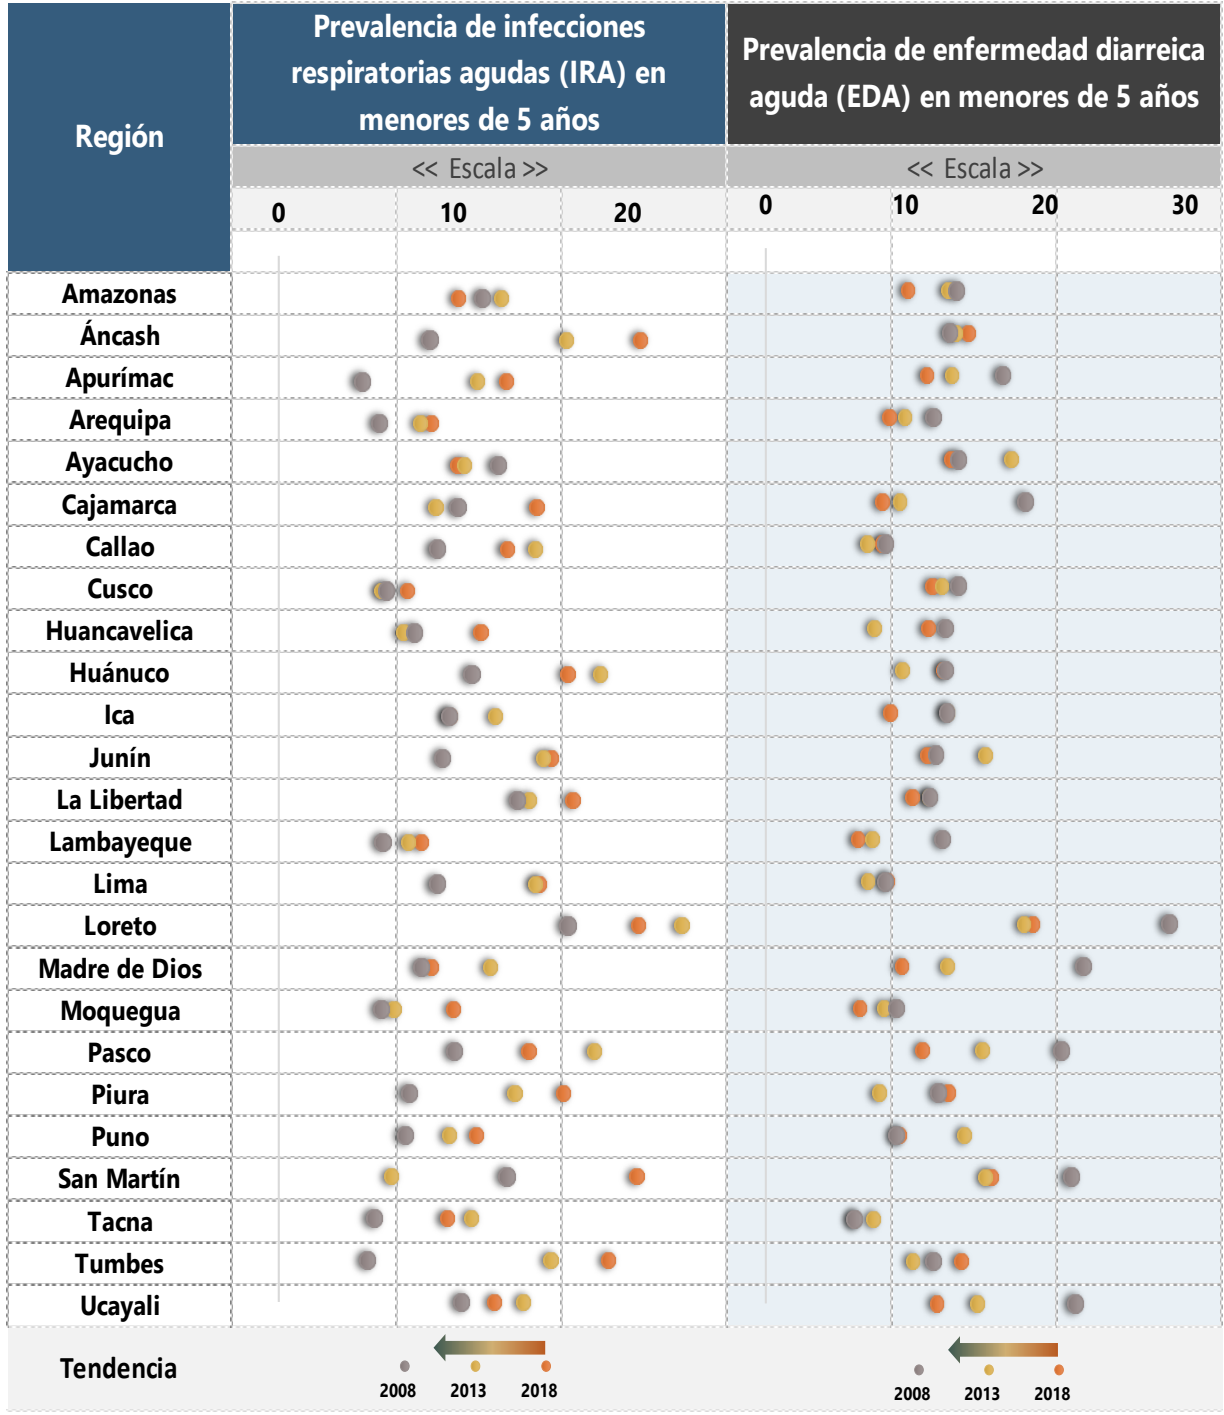 Región
Prevalencia de infecciones
respiratorias agudas (IRA) en
menores de 5 años
Prevalencia de enfermedad diarreica
aguda (EDA) en menores de 5 años
<< Escala >>
<< Escala >>
0 10 20
0 10 20 30
Amazonas
Áncash
Apurímac
Arequipa
Ayacucho
Cajamarca
Callao
Cusco
Huancavelica
Huánuco
Ica
Junín
La Libertad
Lambayeque
Lima
Loreto
Madre de Dios
Moquegua
Pasco
Piura
Puno
San Martín
Tacna
Tumbes
Ucayali
Tendencia
2008 2013 2018
2008 2013 2018